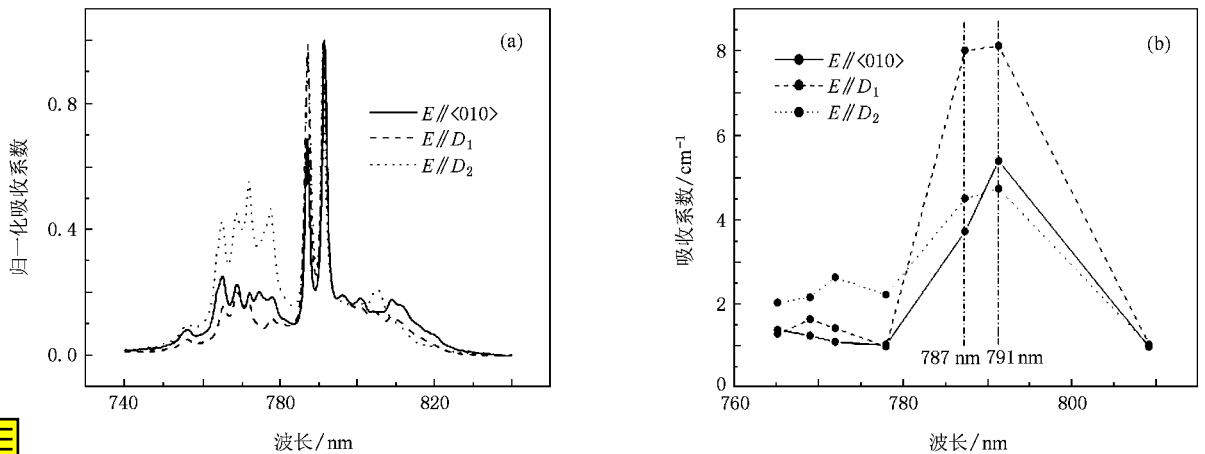 (a)
E∥<010>
E∥D₁
E∥D₂
归一化吸收系数
0.8
0.4
0.0
740
780
820
波长/nm
(b)
E∥<010>
E∥D₁
E∥D₂
吸收系数/cm⁻¹
8
6
4
2
0
787 nm
791 nm
760
780
800
波长/nm